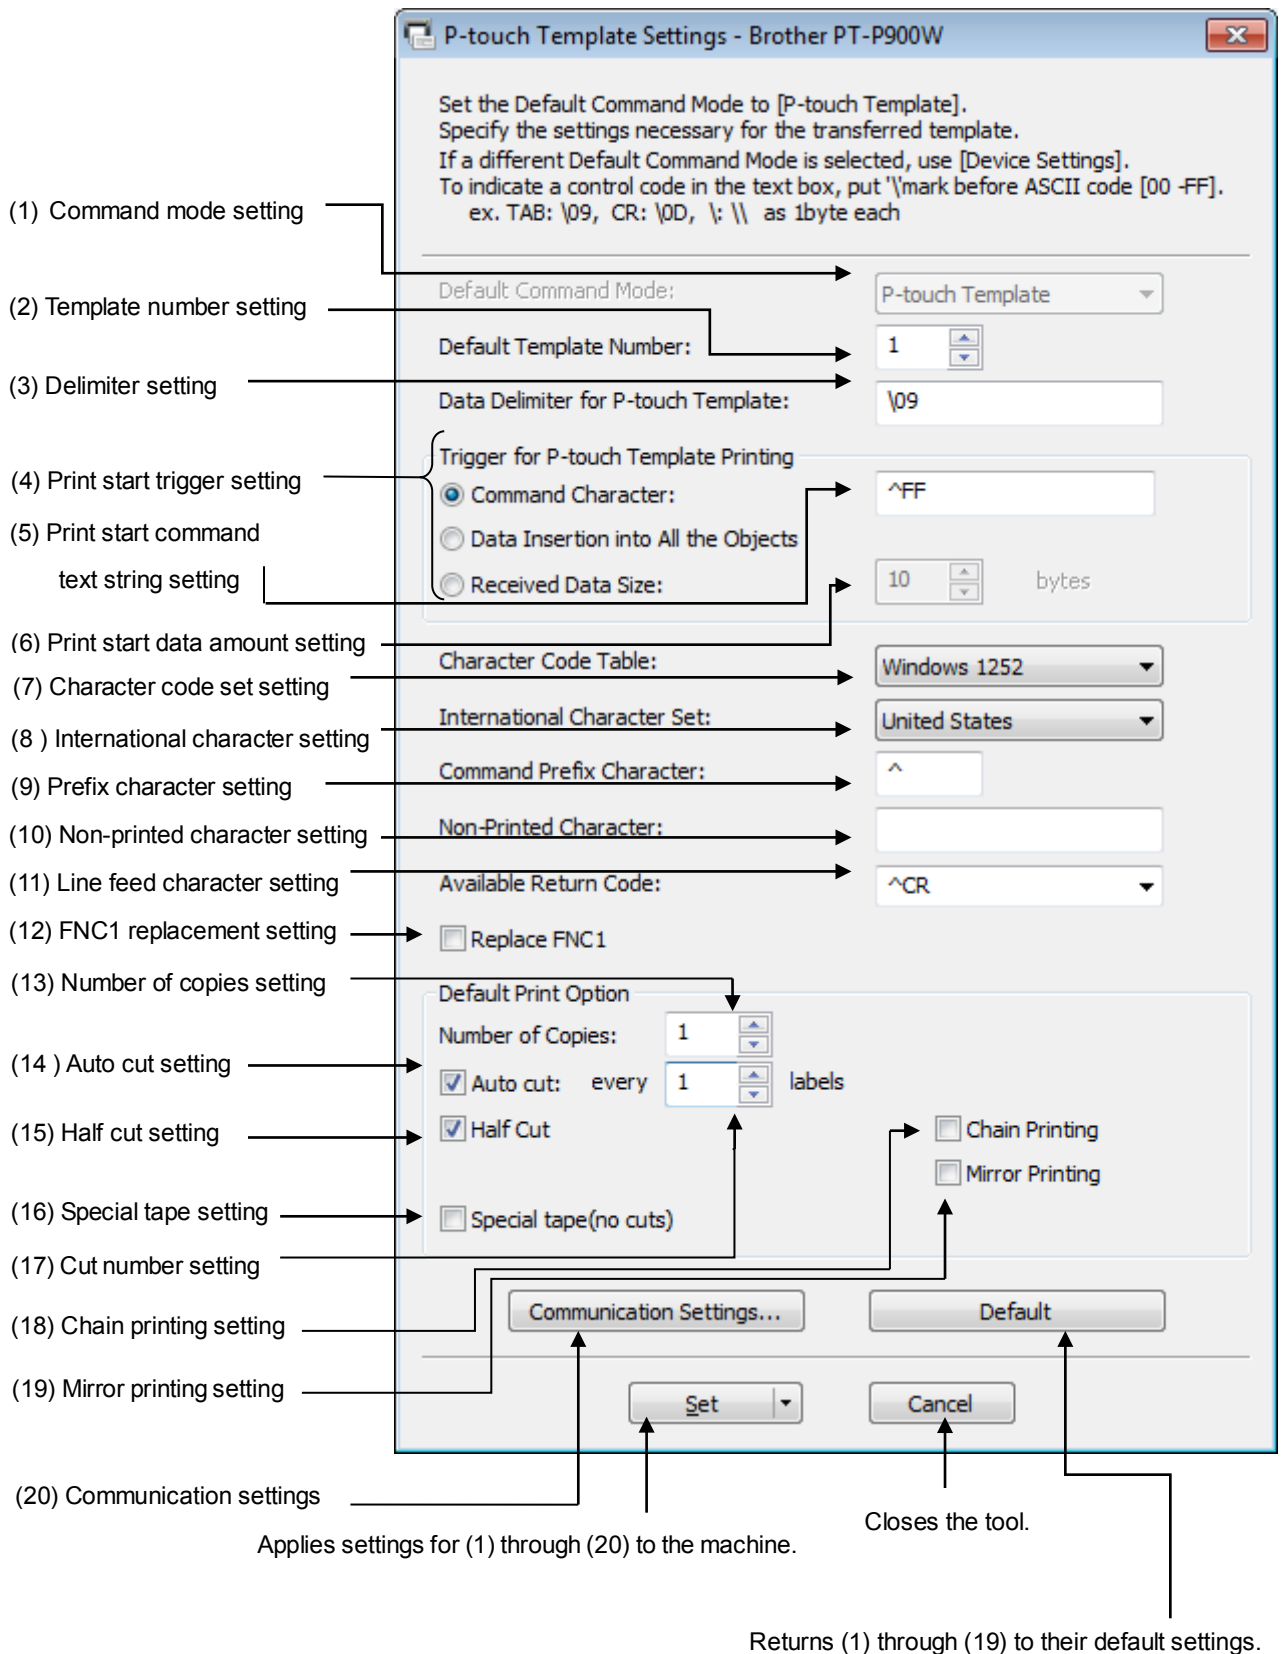 P-touch Template Settings - Brother PT-P900W
Set the Default Command Mode to [P-touch Template].
Specify the settings necessary for the transferred template.
If a different Default Command Mode is selected, use [Device Settings].
To indicate a control code in the text box, put '\'mark before ASCII code [00 -FF].
ex. TAB: \09, CR: \0D, \: \\ as 1byte each
(1) Command mode setting
Default Command Mode: P-touch Template
(2) Template number setting
Default Template Number: 1
(3) Delimiter setting
Data Delimiter for P-touch Template: \09
Trigger for P-touch Template Printing
(4) Print start trigger setting
Command Character: ^FF
(5) Print start command
text string setting
Data Insertion into All the Objects
Received Data Size: 10 bytes
(6) Print start data amount setting
Character Code Table: Windows 1252
(7) Character code set setting
International Character Set: United States
(8 ) International character setting
Command Prefix Character: ^
(9) Prefix character setting
Non-Printed Character:
(10) Non-printed character setting
Available Return Code: ^CR
(11) Line feed character setting
(12) FNC1 replacement setting
Replace FNC1
(13) Number of copies setting
Default Print Option
Number of Copies: 1
(14 ) Auto cut setting
Auto cut: every 1 labels
(15) Half cut setting
Half Cut
Chain Printing
Mirror Printing
(16) Special tape setting
Special tape(no cuts)
(17) Cut number setting
(18) Chain printing setting
Communication Settings... Default
(19) Mirror printing setting
Set Cancel
(20) Communication settings
Closes the tool.
Applies settings for (1) through (20) to the machine.
Returns (1) through (19) to their default settings.